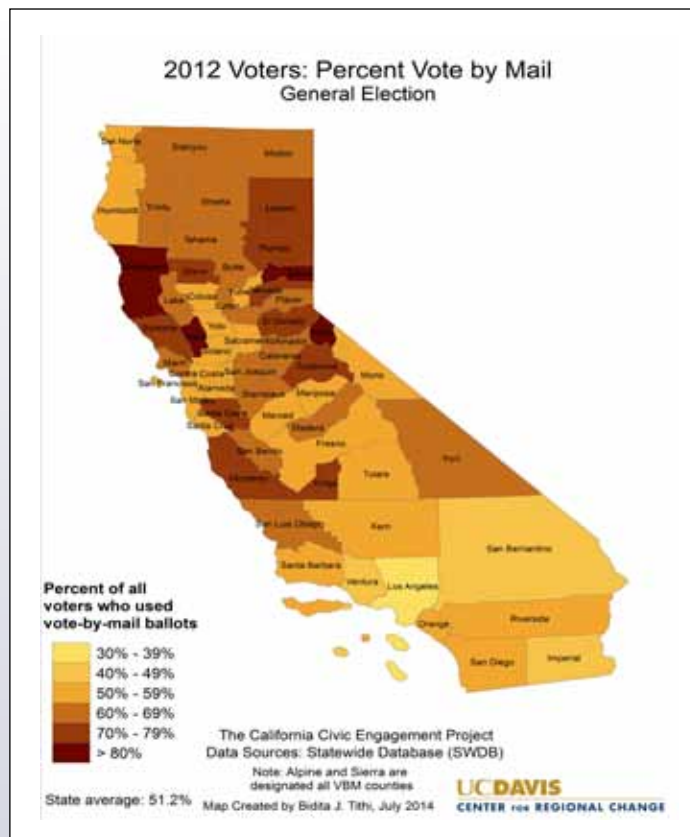 2012 Voters: Percent Vote by Mail
General Election
Del Norte
Siskiyou
Modoc
Humboldt
Trinity
Shasta
Lassen
Tehama
Plumas
Butte
Lake
Colusa
Placer
Yolo
El Dorado
Sacramento
Amador
Calaveras
Marin
Contra Costa
San Joaquin
San Francisco
Alameda
Stanislaus
Mono
San Mateo
Mariposa
Santa Clara
Merced
Santa Cruz
Madera
Fresno
San Benito
Inyo
Monterey
Kings
Tulare
San Luis Obispo
Kern
San Bernardino
Santa Barbara
Ventura
Los Angeles
Orange
Riverside
San Diego
Imperial
Percent of all
voters who used
vote-by-mail ballots
30% - 39%
40% - 49%
50% - 59%
60% - 69%
70% - 79%
> 80%
State average: 51.2%
The California Civic Engagement Project
Data Sources: Statewide Database (SWDB)
Note: Alpine and Sierra are
designated all VBM counties
Map Created by Bidita J. Tithi, July 2014
UCDAVIS
CENTER FOR REGIONAL CHANGE